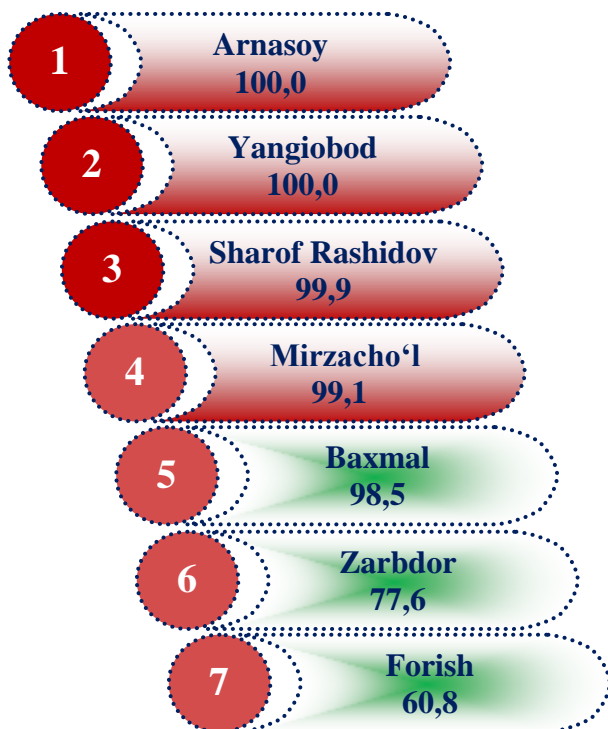 1
Arnasoy
100,0
2
Yangiobod
100,0
3
Sharof Rashidov
99,9
4
Mirzacho‘l
99,1
5
Baxmal
98,5
6
Zarbdor
77,6
7
Forish
60,8